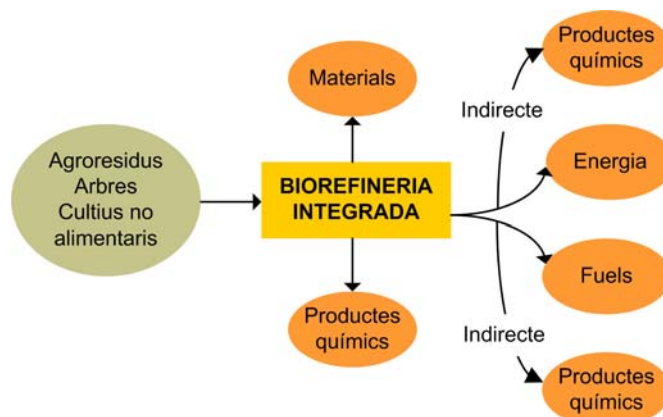 Agroresidus
Arbres
Cultius no
alimentaris
Materials
BIOREFINERIA
INTEGRADA
Productes
químics
Indirecte
Indirecte
Productes
químics
Energia
Fuels
Productes
químics